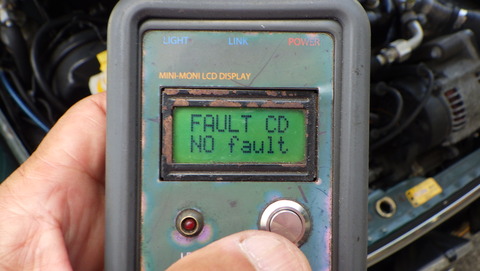 LIGHT LINK POWER
MINI-MONI LCD DISPLAY
FAULT CD
NO fault